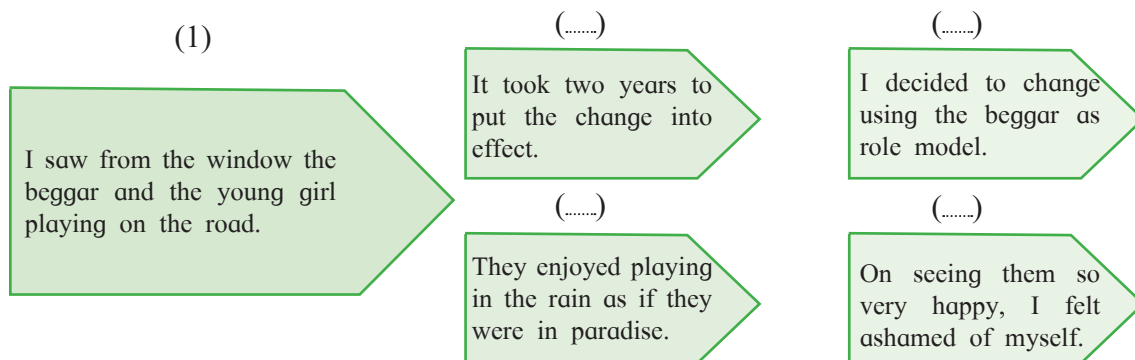 (1)
I saw from the window the
beggar and the young girl
playing on the road.
(........)
It took two years to
put the change into
effect.
(........)
I decided to change
using the beggar as
role model.
(........)
They enjoyed playing
in the rain as if they
were in paradise.
(........)
On seeing them so
very happy, I felt
ashamed of myself.